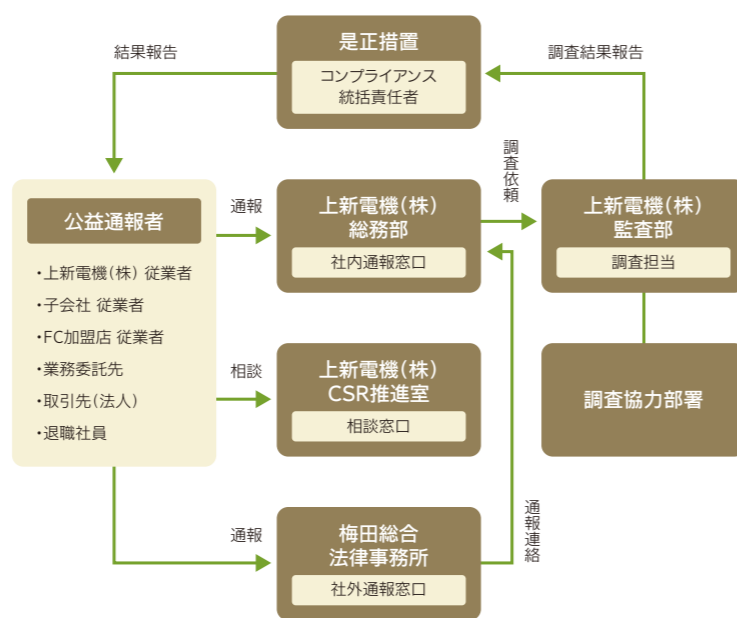 結果報告
是正措置
コンプライアンス
統括責任者
調査結果報告
公益通報者
・上新電機(株) 従業者
・子会社 従業者
・FC加盟店 従業者
・業務委託先
・取引先(法人)
・退職社員
通報
上新電機(株)
総務部
社内通報窓口
調査依頼
上新電機(株)
監査部
調査担当
相談
上新電機(株)
CSR推進室
相談窓口
調査協力部署
通報
梅田総合
法律事務所
社外通報窓口
通報連絡